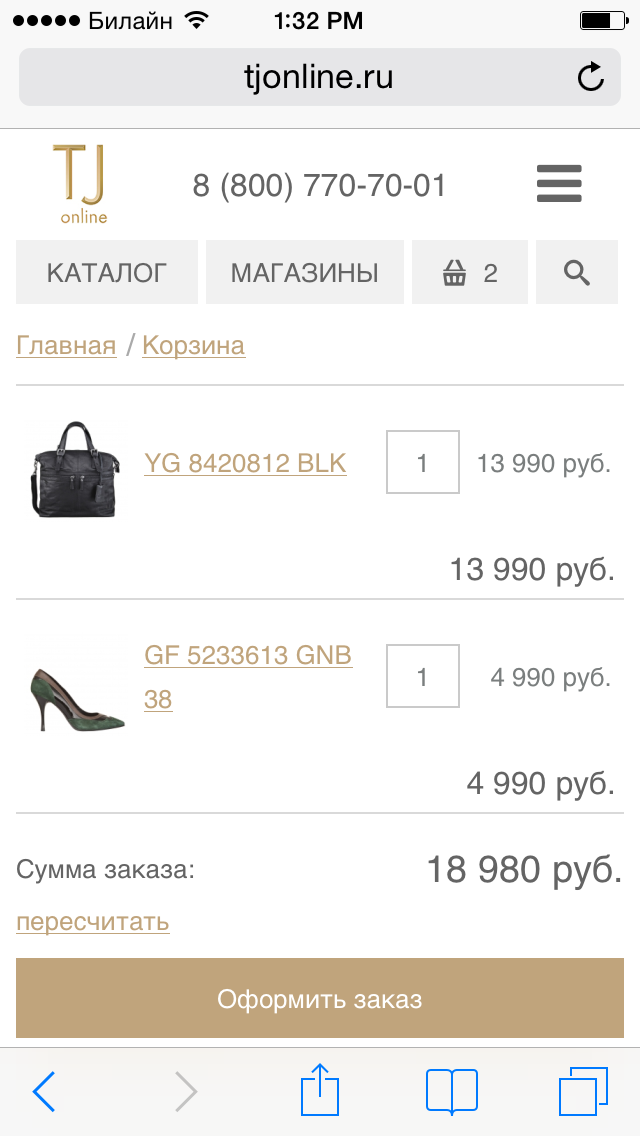 Билайн 1:32 PM
tjonline.ru
TJ
online
8 (800) 770-70-01
КАТАЛОГ МАГАЗИНЫ 2
Главная / Корзина
YG 8420812 BLK 1 13 990 руб.
13 990 руб.
GF 5233613 GNB
38
1 4 990 руб.
4 990 руб.
Сумма заказа: 18 980 руб.
пересчитать
Оформить заказ